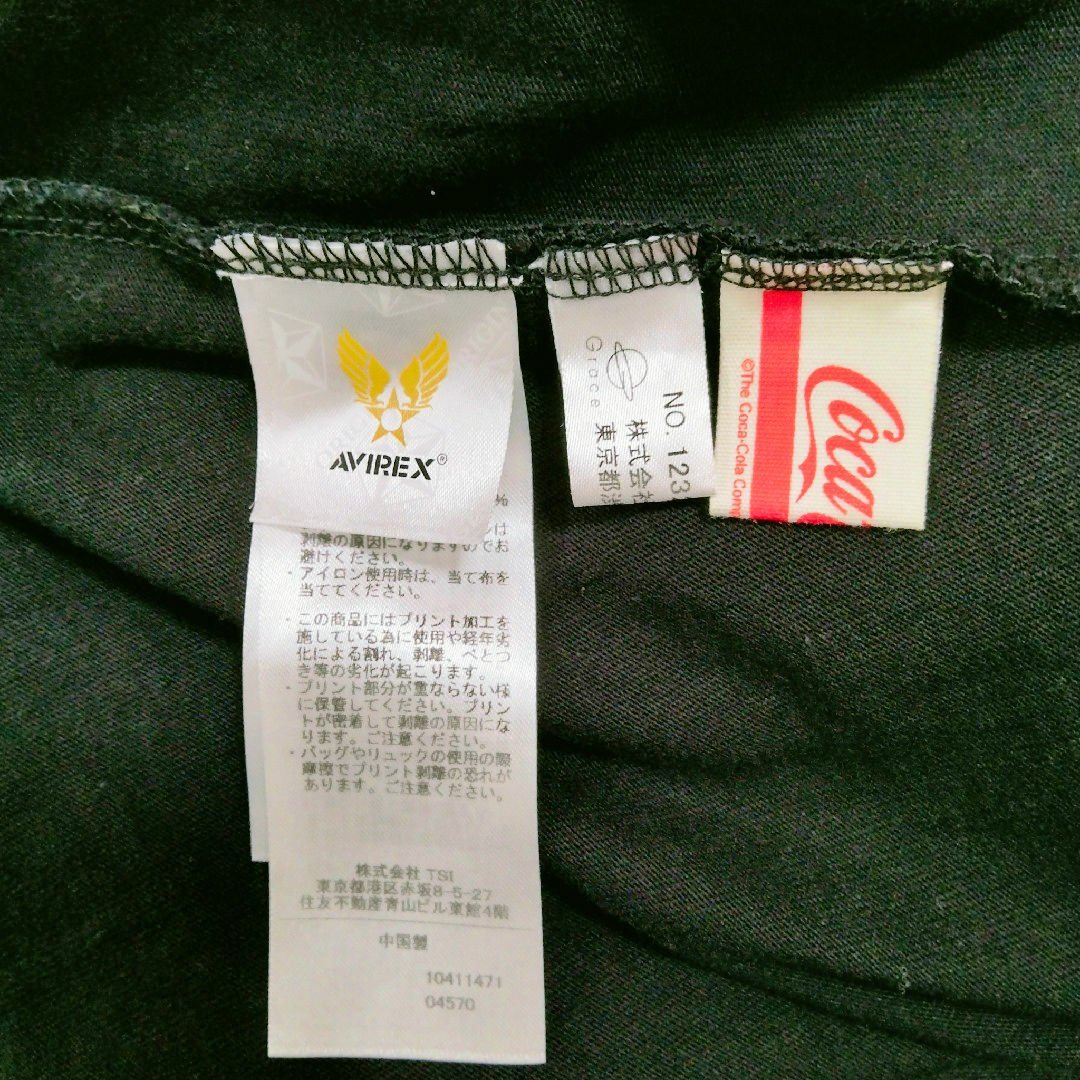 ORIGIN
AVIREX®
%
剥離の原因になりますのでお
避けください。
・アイロン使用時は、当て布を
当ててください。
・この商品にはプリント加工を
施している為に使用や経年劣
化による割れ、剥離、べとつ
き等の劣化が起こります。
・プリント部分が重ならない様
に保管してください。プリン
トが密着して剥離の原因にな
ります。ご注意ください。
・バッグやリュックの使用の際
摩擦でプリント剥離の恐れが
あります。ご注意ください。
株式会社 TSI
東京都港区赤坂8-5-27
住友不動産青山ビル東館4階
中国製
10411471
04570
Grace
NO. 123
株式会社
東京都渋
©The Coca-Cola Com
Coca